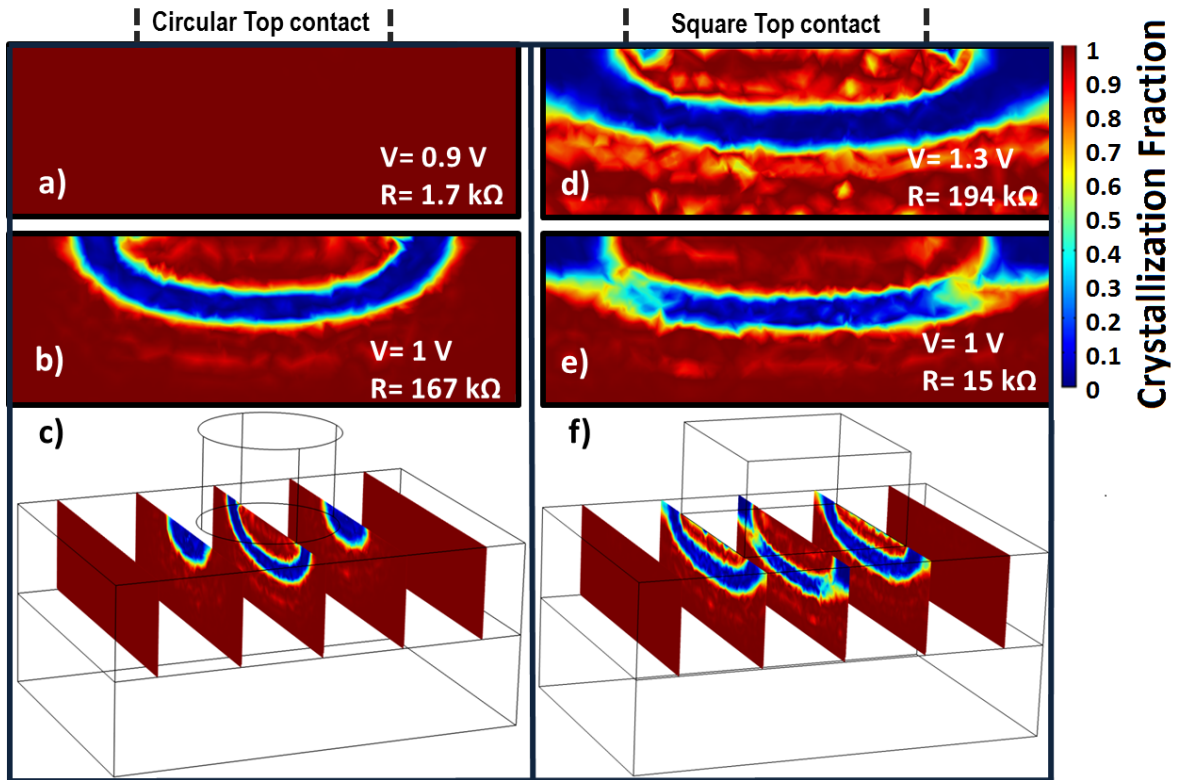 Circular Top contact
Square Top contact
a)
V= 0.9 V
R= 1.7 kΩ
b)
V= 1 V
R= 167 kΩ
c)
d)
V= 1.3 V
R= 194 kΩ
e)
V= 1 V
R= 15 kΩ
f)
1
0.9
0.8
0.7
0.6
0.5
0.4
0.3
0.2
0.1
0
Crystallization Fraction